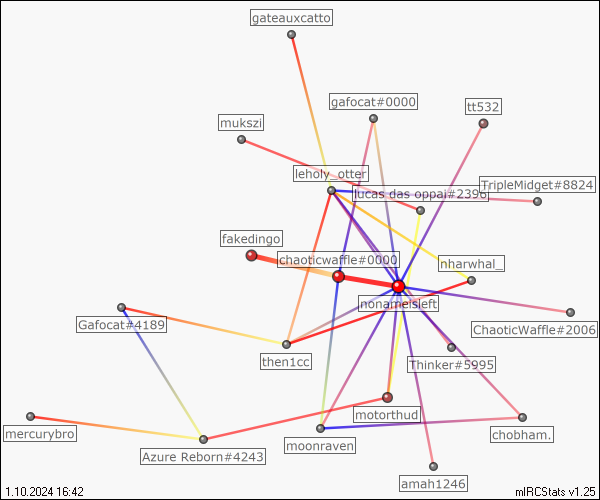 gateauxcatto
gafocat#0000
tt532
mukszi
leholy_otter
TripleMidget#8824
lucas das oppai#2396
fakedingo
chaoticwaffle#0000
nharwhal_
nonameisleft
Gafocat#4189
ChaoticWaffle#2006
then1cc
Thinker#5995
motorthud
mercurybro
chobham.
moonraven
Azure Reborn#4243
amah1246
1.10.2024 16:42
mIRCStats v1.25